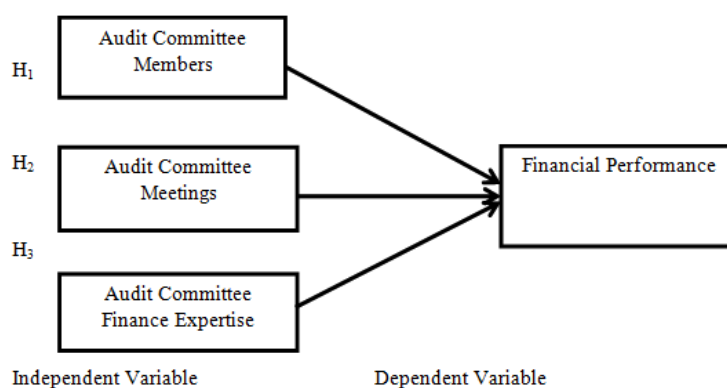 Audit Committee
Members
H₁
H₂
Audit Committee
Meetings
Financial Performance
H₃
Audit Committee
Finance Expertise
Independent Variable
Dependent Variable